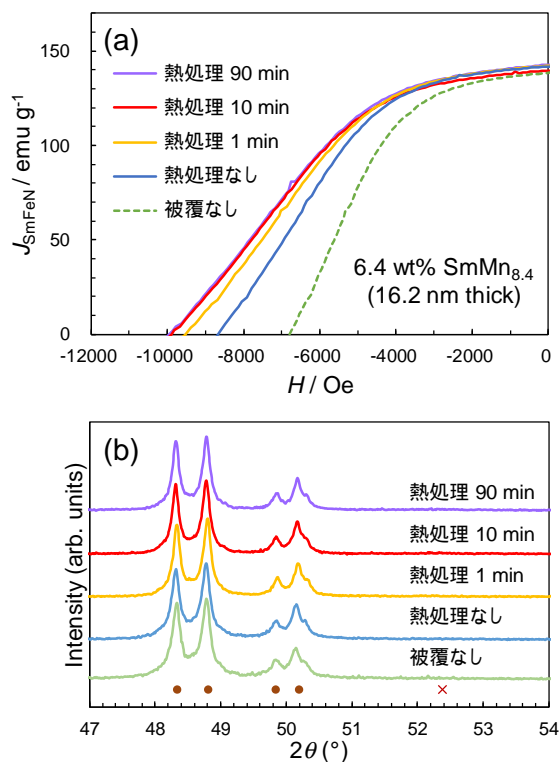 (a)
150
100
50
0
J_SmFeN / emu g⁻¹
熱処理 90 min
熱処理 10 min
熱処理 1 min
熱処理なし
被覆なし
6.4 wt% SmMn₈.₄
(16.2 nm thick)
-12000 -10000 -8000 -6000 -4000 -2000 0
H / Oe
(b)
Intensity (arb. units)
熱処理 90 min
熱処理 10 min
熱処理 1 min
熱処理なし
被覆なし
47 48 49 50 51 52 53 54
2θ (°)